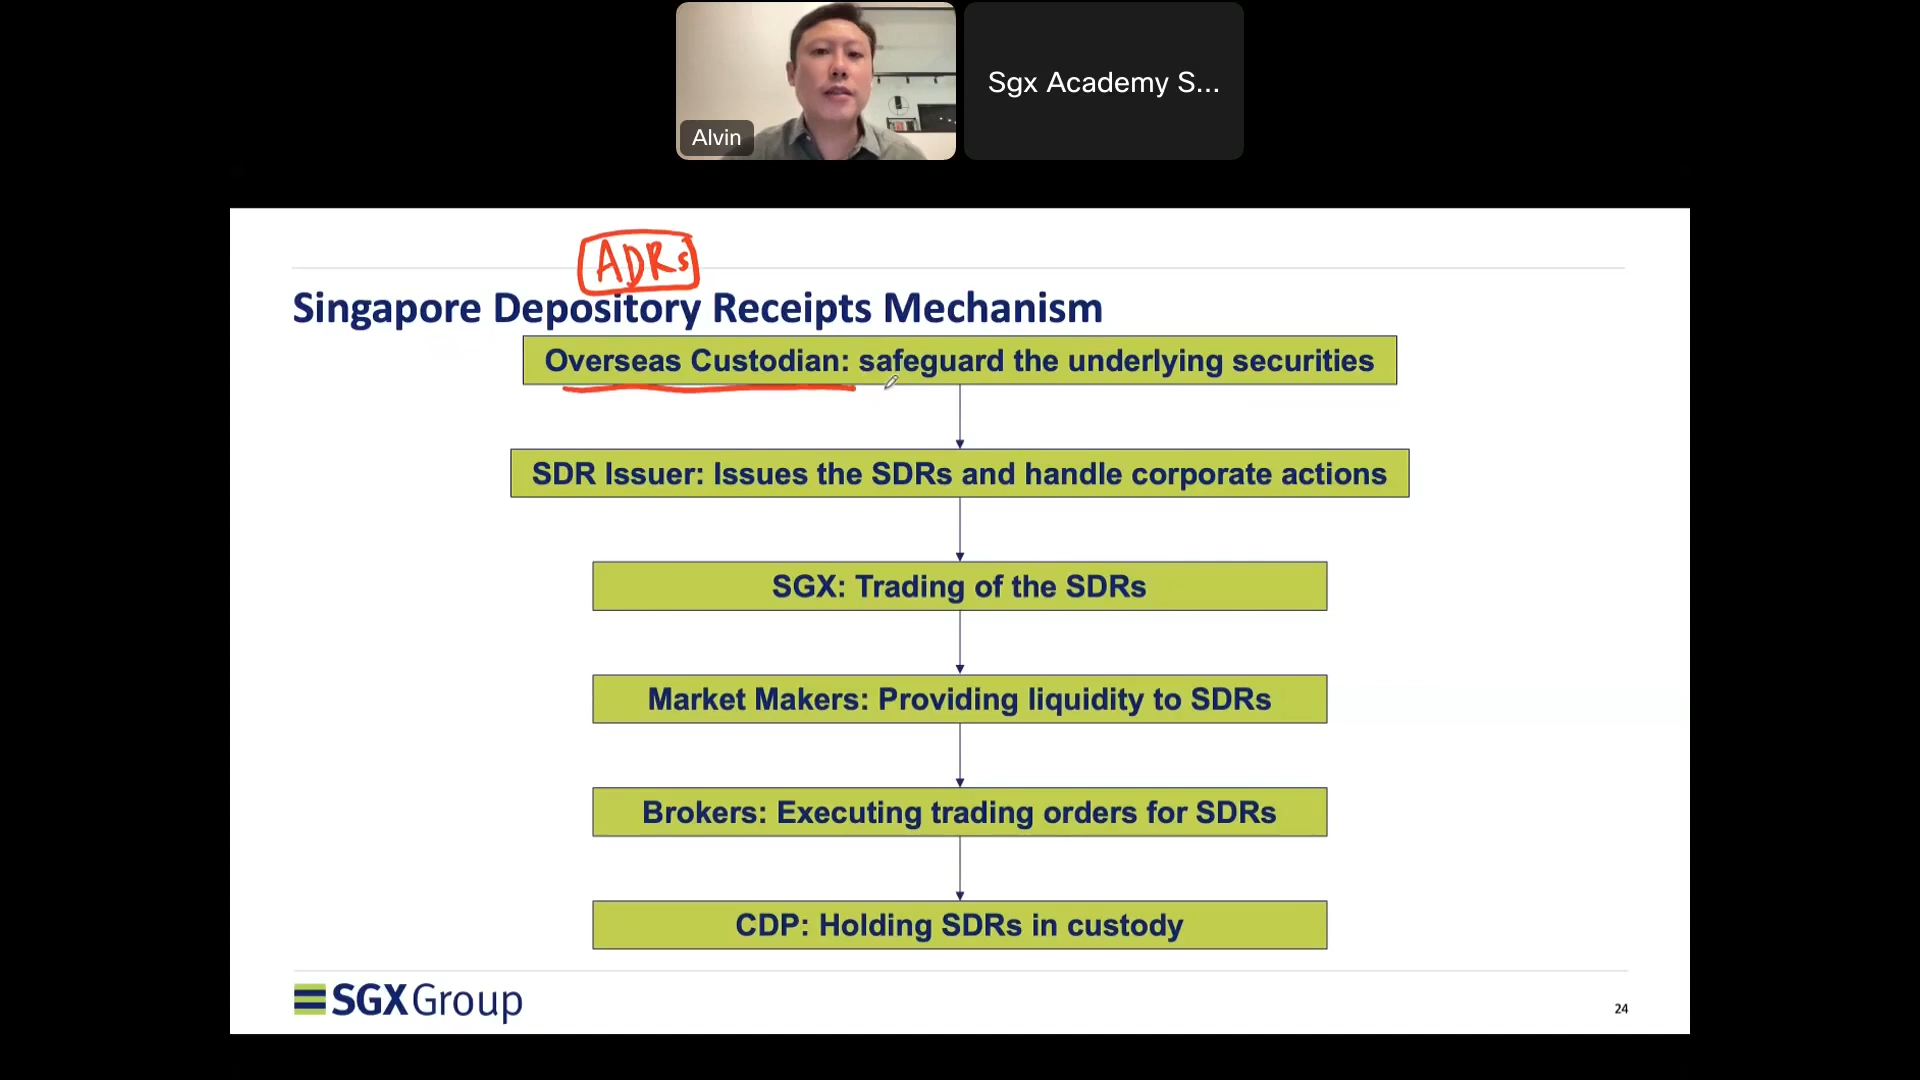 Alvin
Sgx Academy S...
ADRs
Singapore Depository Receipts Mechanism
Overseas Custodian: safeguard the underlying securities
SDR Issuer: Issues the SDRs and handle corporate actions
SGX: Trading of the SDRs
Market Makers: Providing liquidity to SDRs
Brokers: Executing trading orders for SDRs
CDP: Holding SDRs in custody
SGXGroup
24